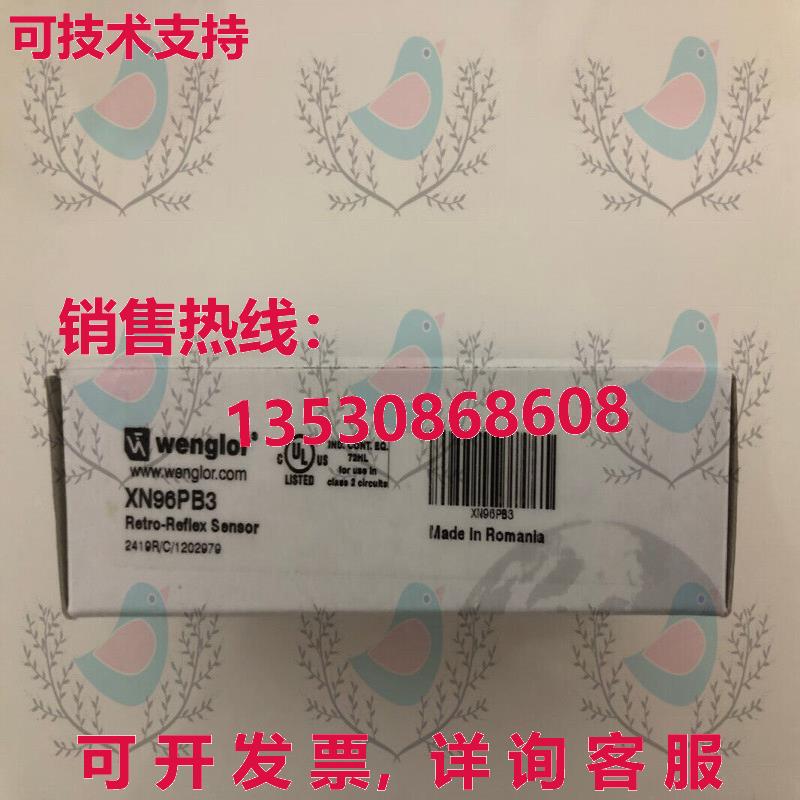 可技术支持
销售热线：
13530868608
wenglor®
www.wenglor.com
XN96PB3
Retro-Reflex Sensor
2419R/C/1202979
C UL US
LISTED
IND. CONT. EQ.
72HL
for use in
class 2 circuits
XN96PB3
Made in Romania
可开发票, 详询客服